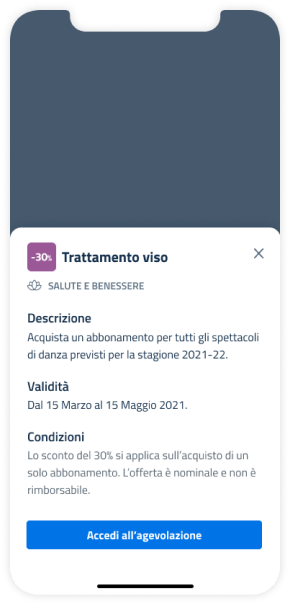 -30%
Trattamento viso
SALUTE E BENESSERE
Descrizione
Acquista un abbonamento per tutti gli spettacoli
di danza previsti per la stagione 2021-22.
Validità
Dal 15 Marzo al 15 Maggio 2021.
Condizioni
Lo sconto del 30% si applica sull’acquisto di un
solo abbonamento. L’offerta è nominale e non è
rimborsabile.
Accedi all’agevolazione